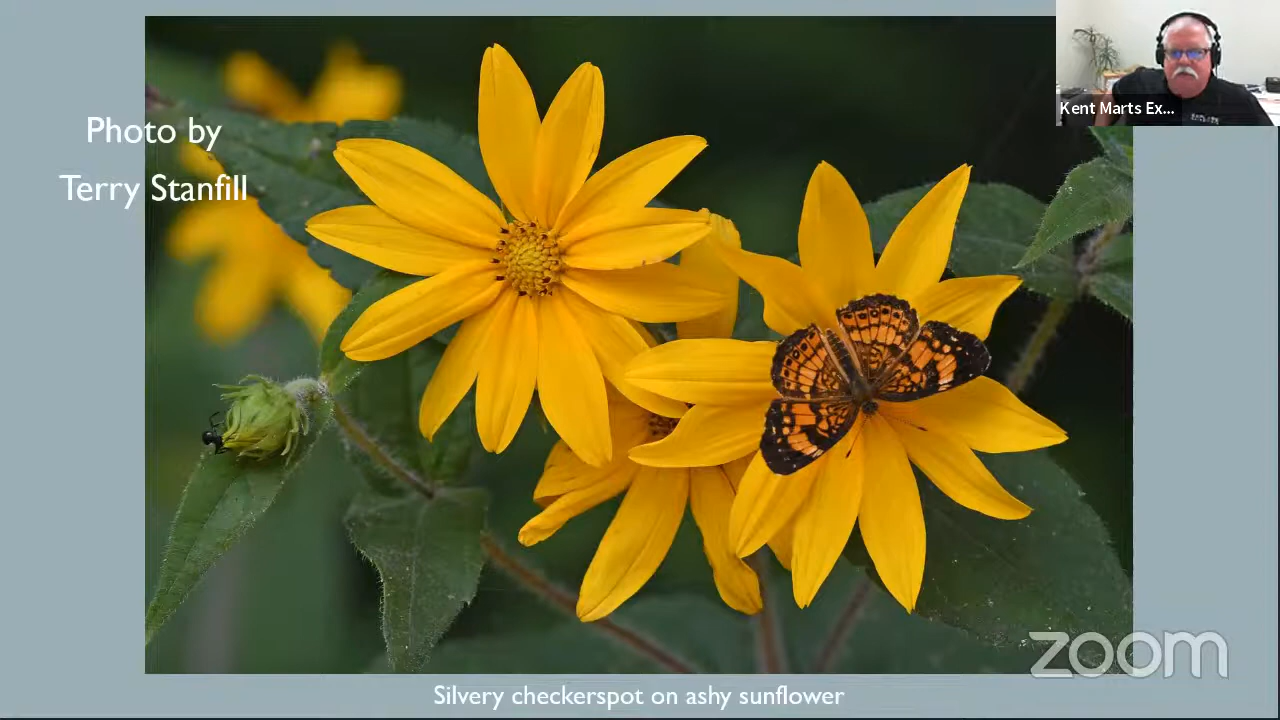 Photo by
Terry Stanfill
Kent Marts Ex...
zoom
Silvery checkerspot on ashy sunflower